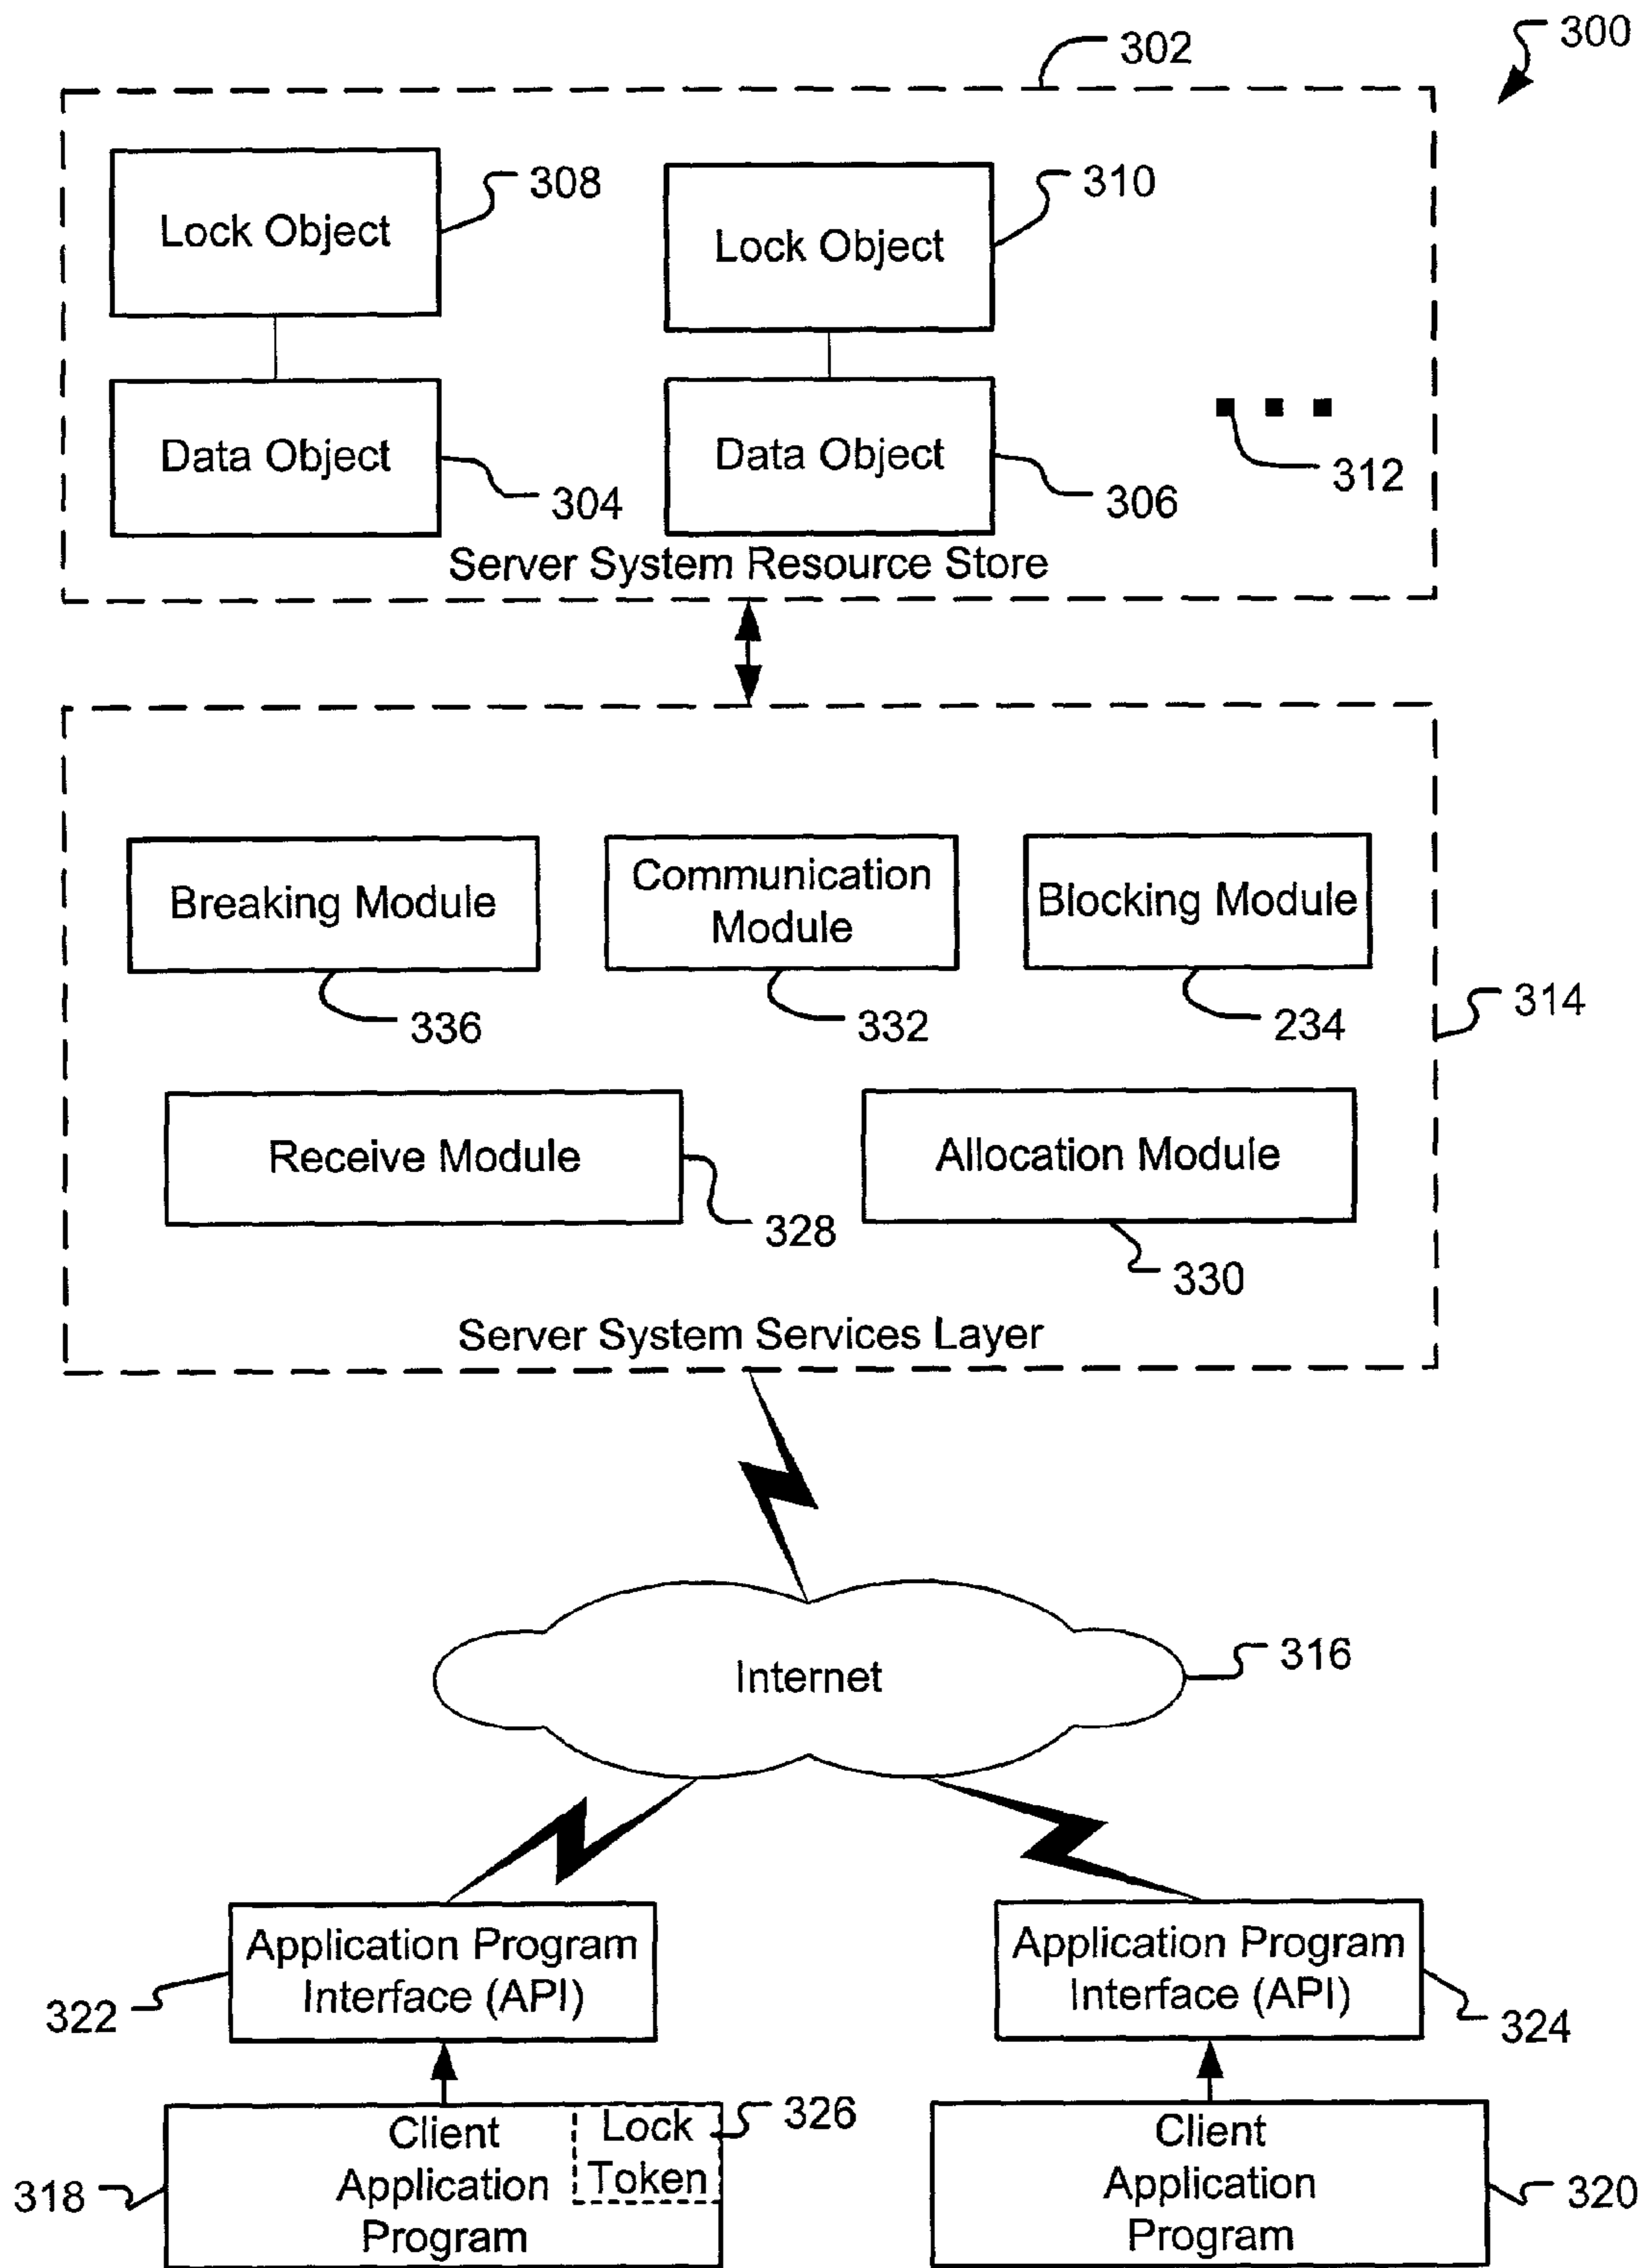 300
302
308
310
Lock Object
Lock Object
Data Object
Data Object
304
306
312
Server System Resource Store
Breaking Module
Communication
Module
Blocking Module
336
332
234
314
Receive Module
Allocation Module
328
330
Server System Services Layer
Internet
316
Application Program
Interface (API)
322
Application Program
Interface (API)
324
Client
Application
Program
Lock
Token
326
318
Client
Application
Program
320